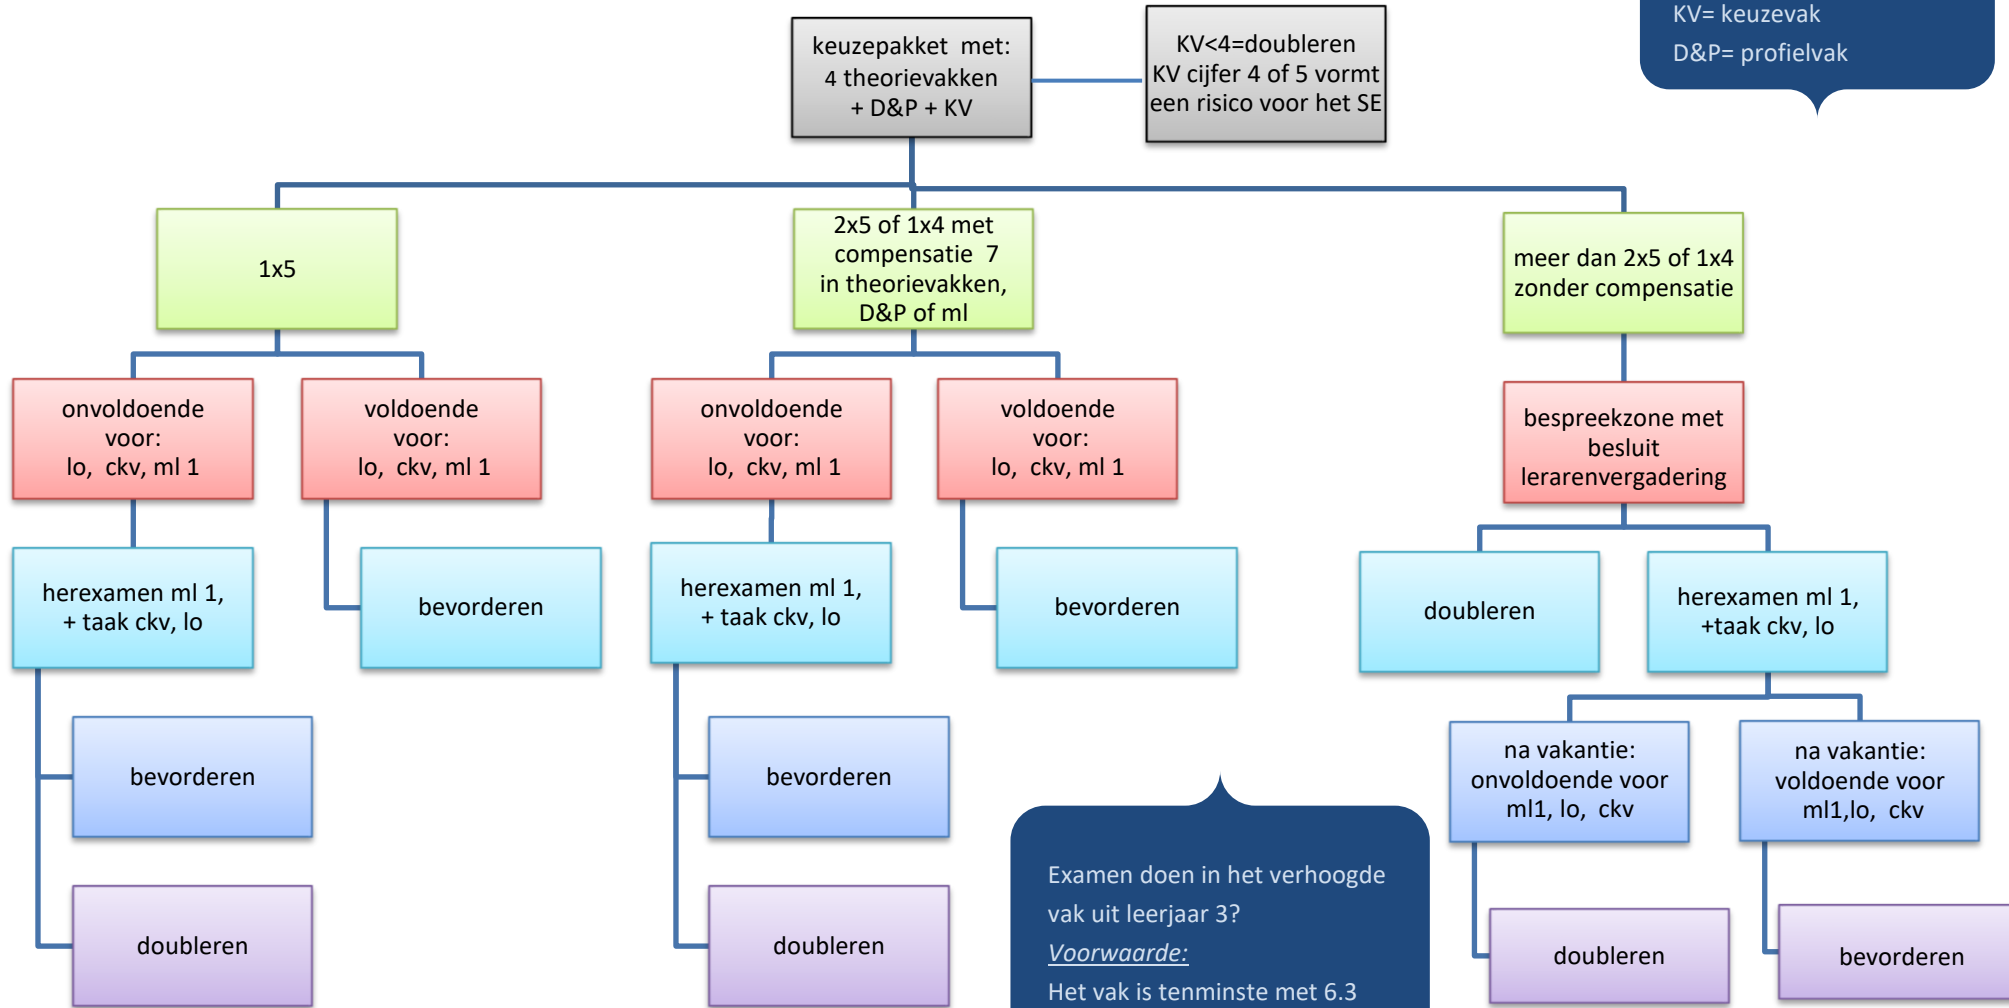 keuzepakket met:
4 theorievakken
+ D&P + KV
KV<4=doubleren
KV cijfer 4 of 5 vormt
een risico voor het SE
KV= keuzevak
D&P= profielvak
1x5
2x5 of 1x4 met
compensatie 7
in theorievakken,
D&P of ml
meer dan 2x5 of 1x4
zonder compensatie
onvoldoende
voor:
lo, ckv, ml 1
voldoende
voor:
lo, ckv, ml 1
onvoldoende
voor:
lo, ckv, ml 1
voldoende
voor:
lo, ckv, ml 1
bespreekzone met
besluit
lerarenvergadering
herexamen ml 1,
+ taak ckv, lo
bevorderen
herexamen ml 1,
+ taak ckv, lo
bevorderen
doubleren
herexamen ml 1,
+taak ckv, lo
bevorderen
bevorderen
na vakantie:
onvoldoende voor
ml1, lo, ckv
na vakantie:
voldoende voor
ml1,lo, ckv
doubleren
doubleren
Examen doen in het verhoogde
vak uit leerjaar 3?
Voorwaarde:
Het vak is tenminste met 6.3
doubleren
bevorderen